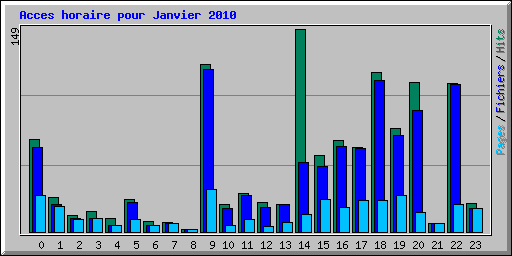 Acces horaire pour Janvier 2010
149
Pages / Fichiers / Hits
0 1 2 3 4 5 6 7 8 9 10 11 12 13 14 15 16 17 18 19 20 21 22 23